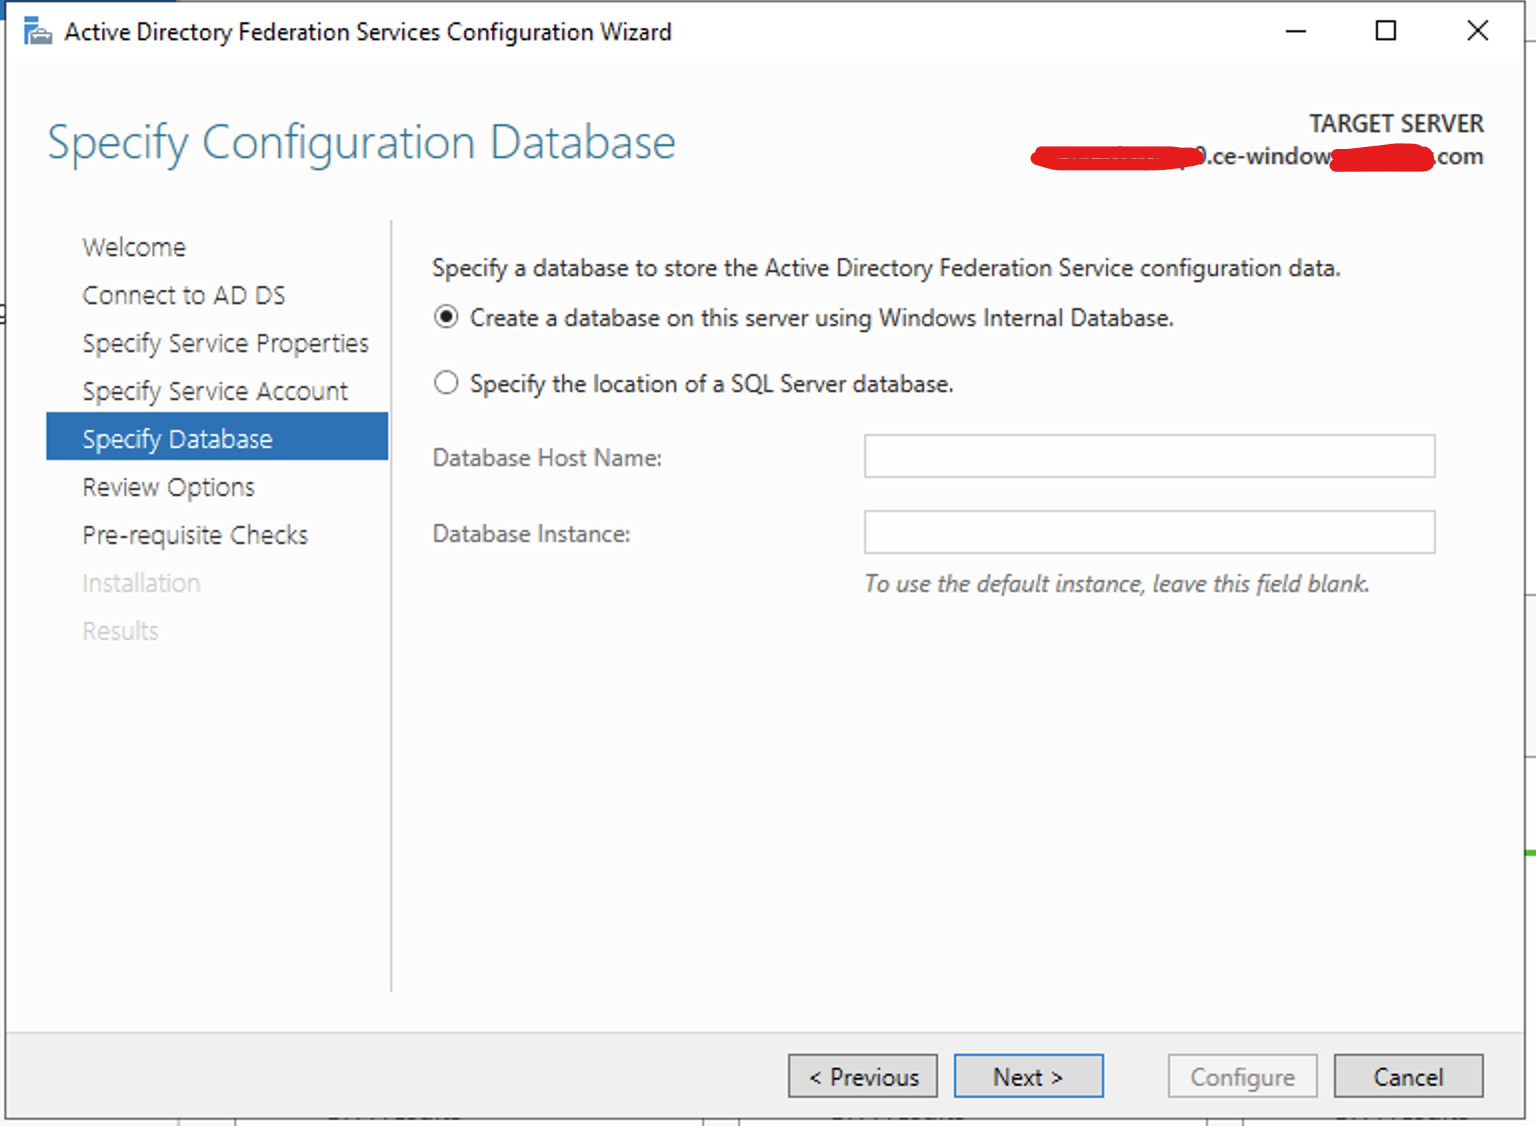 Active Directory Federation Services Configuration Wizard
Specify Configuration Database
TARGET SERVER
0.ce-window .com
Welcome
Connect to AD DS
Specify Service Properties
Specify Service Account
Specify Database
Review Options
Pre-requisite Checks
Installation
Results
Specify a database to store the Active Directory Federation Service configuration data.
Create a database on this server using Windows Internal Database.
Specify the location of a SQL Server database.
Database Host Name:
Database Instance:
To use the default instance, leave this field blank.
< Previous
Next >
Configure
Cancel